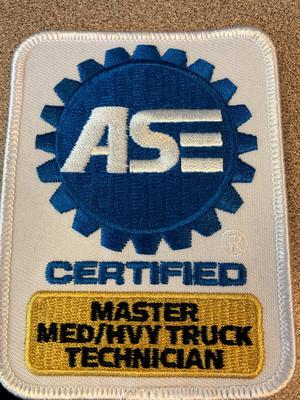 ASE
®
CERTIFIED
MASTER
MED/HVY TRUCK
TECHNICIAN